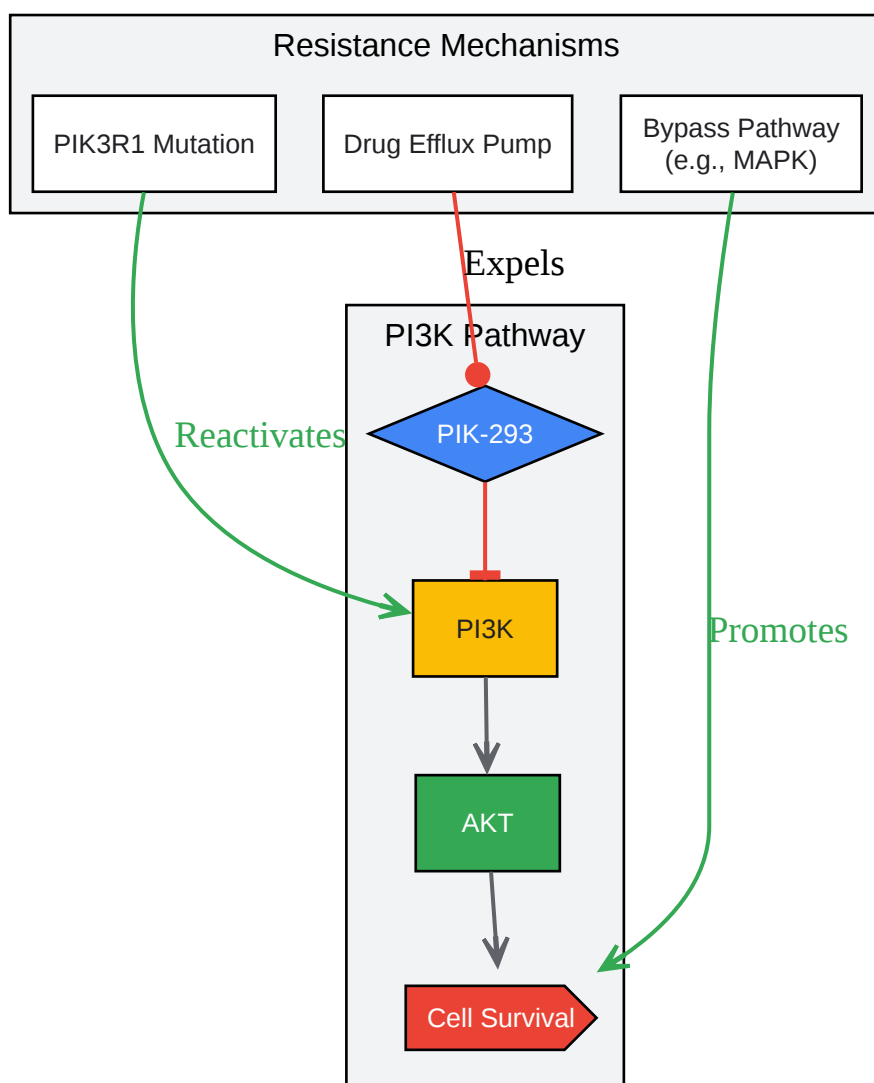 Resistance Mechanisms
PIK3R1 Mutation
Drug Efflux Pump
Bypass Pathway
(e.g., MAPK)
Expels
PI3K Pathway
Reactivates
PIK-293
PI3K
Promotes
AKT
Cell Survival